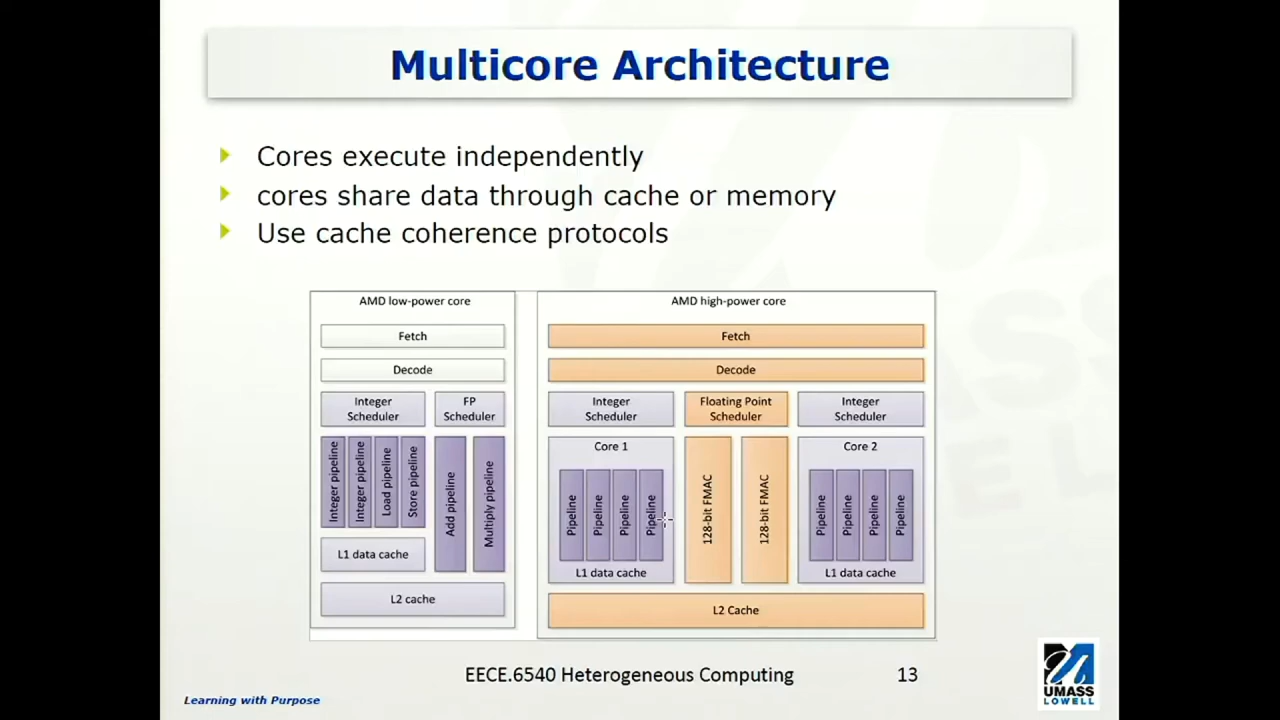 Multicore Architecture
Cores execute independently
cores share data through cache or memory
Use cache coherence protocols
AMD low-power core
Fetch
Decode
Integer
Scheduler
FP
Scheduler
Integer pipeline
Integer pipeline
Load pipeline
Store pipeline
Add pipeline
Multiply pipeline
L1 data cache
L2 cache
AMD high-power core
Fetch
Decode
Integer
Scheduler
Floating Point
Scheduler
Integer
Scheduler
Core 1
Pipeline
Pipeline
Pipeline
Pipeline
L1 data cache
128-bit FMAC
128-bit FMAC
Core 2
Pipeline
Pipeline
Pipeline
Pipeline
L1 data cache
L2 Cache
EECE.6540 Heterogeneous Computing
13
Learning with Purpose
UMASS
LOWELL